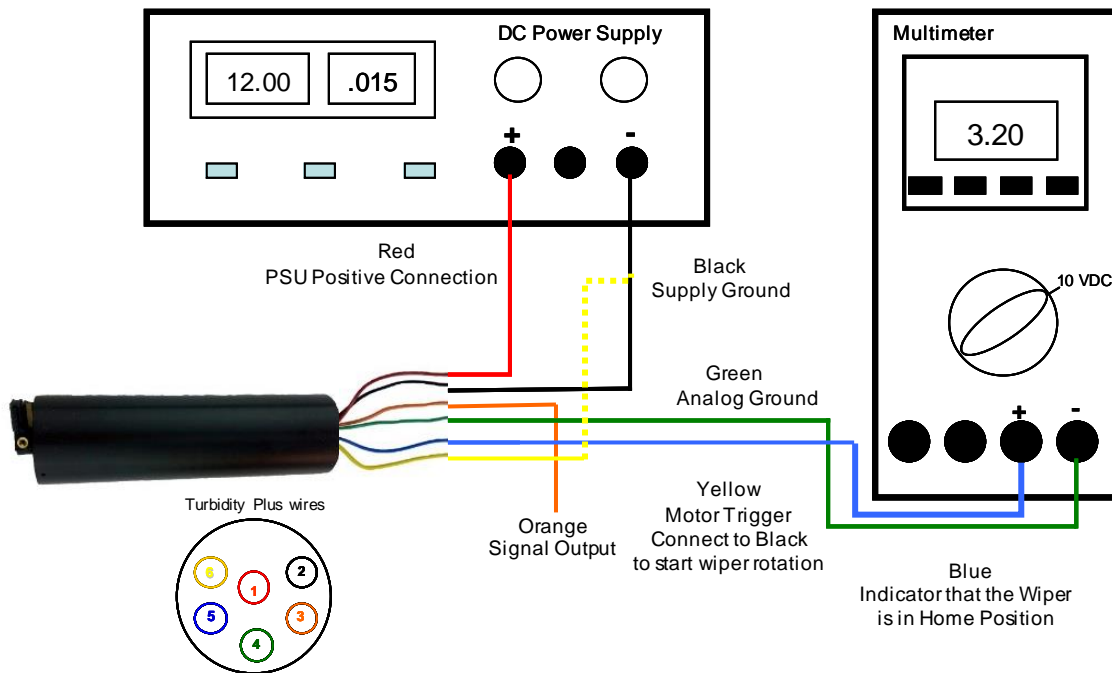 DC Power Supply
12.00
.015
+
-
Multimeter
3.20
10 VDC
+
-
Red
PSU Positive Connection
Black
Supply Ground
Green
Analog Ground
Yellow
Motor Trigger
Connect to Black
to start wiper rotation
Orange
Signal Output
Blue
Indicator that the Wiper
is in Home Position
Turbidity Plus wires
6
1
2
5
3
4